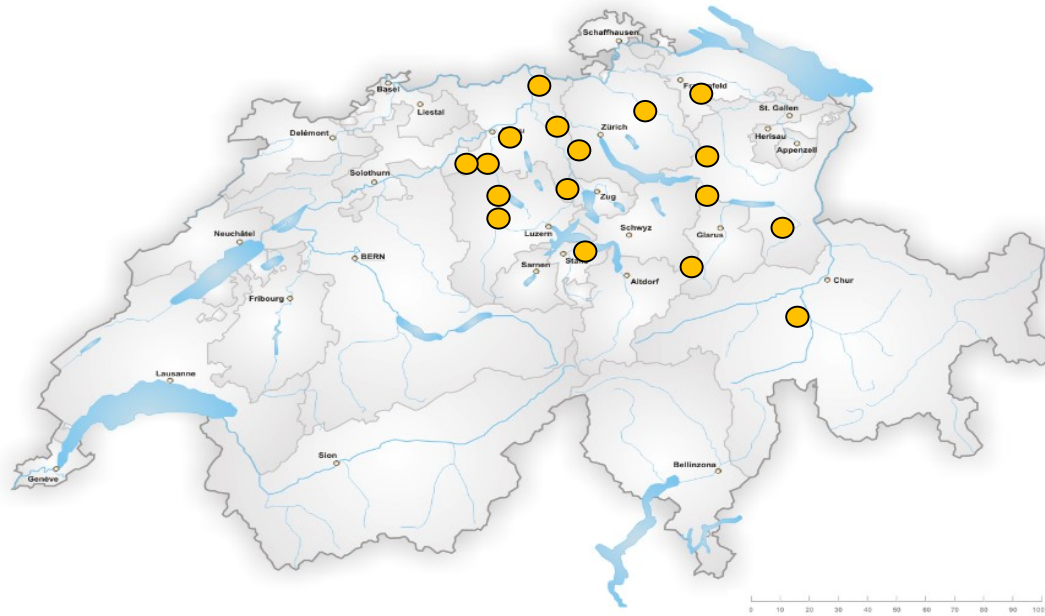 Schaffhausen
Basel
Liestal
Delémont
Solothurn
Zürich
St. Gallen
Herisau
Appenzell
Zug
Neuchâtel
BERN
Luzern
Schwyz
Glarus
Sarnen
Altdorf
Chur
Fribourg
Lausanne
Sion
Bellinzona
Genève
0 10 20 30 40 50 60 70 80 90 100